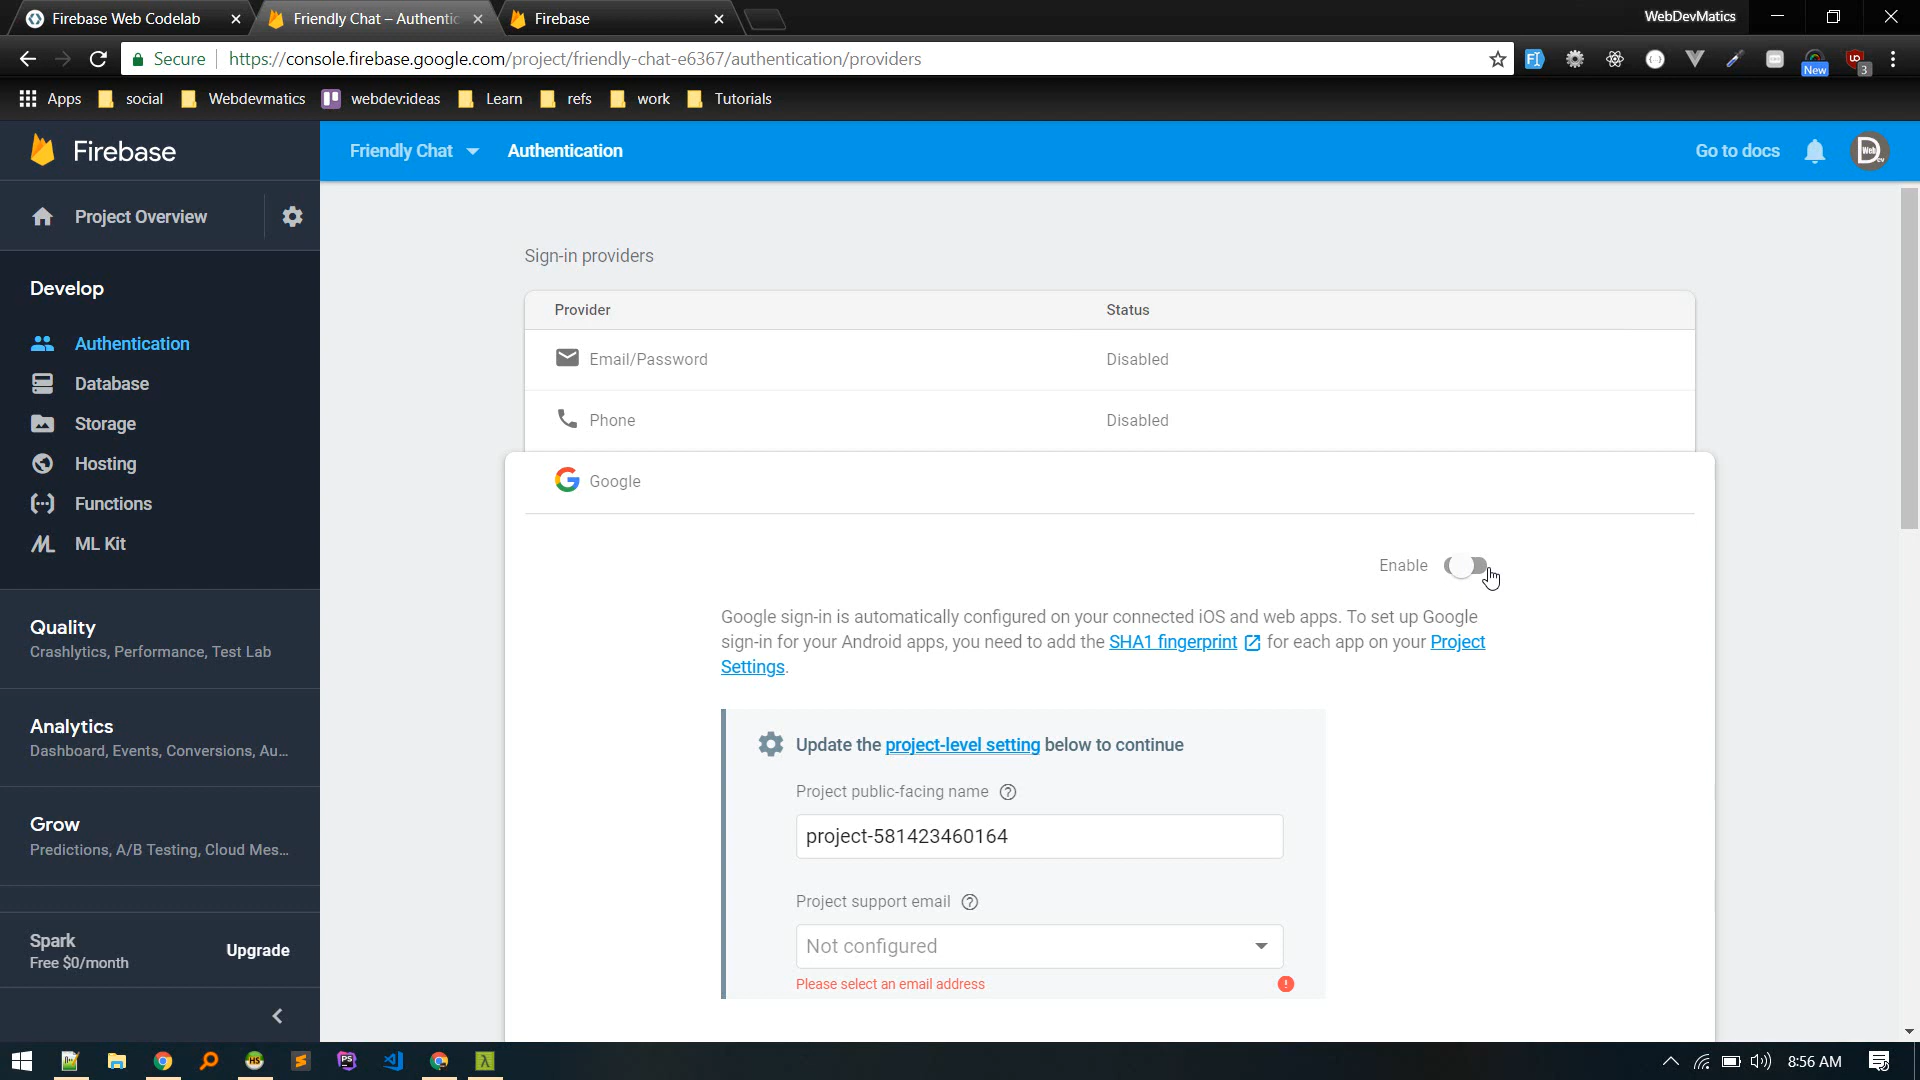 Firebase Web Codelab
Friendly Chat – Authentic
Firebase
WebDevMatics
Secure
https://console.firebase.google.com/project/friendly-chat-e6367/authentication/providers
New
3
Apps
social
Webdevmatics
webdev:ideas
Learn
refs
work
Tutorials
Firebase
Friendly Chat
Authentication
Go to docs
Project Overview
Sign-in providers
Develop
Provider
Status
Authentication
Email/Password
Disabled
Database
Storage
Phone
Disabled
Hosting
Google
Functions
ML Kit
Enable
Google sign-in is automatically configured on your connected iOS and web apps. To set up Google
sign-in for your Android apps, you need to add the SHA1 fingerprint for each app on your Project
Settings.
Quality
Crashlytics, Performance, Test Lab
Analytics
Dashboard, Events, Conversions, Au...
Update the project-level setting below to continue
Project public-facing name
project-581423460164
Grow
Predictions, A/B Testing, Cloud Mes...
Project support email
Not configured
Please select an email address
Spark
Free $0/month
Upgrade
8:56 AM